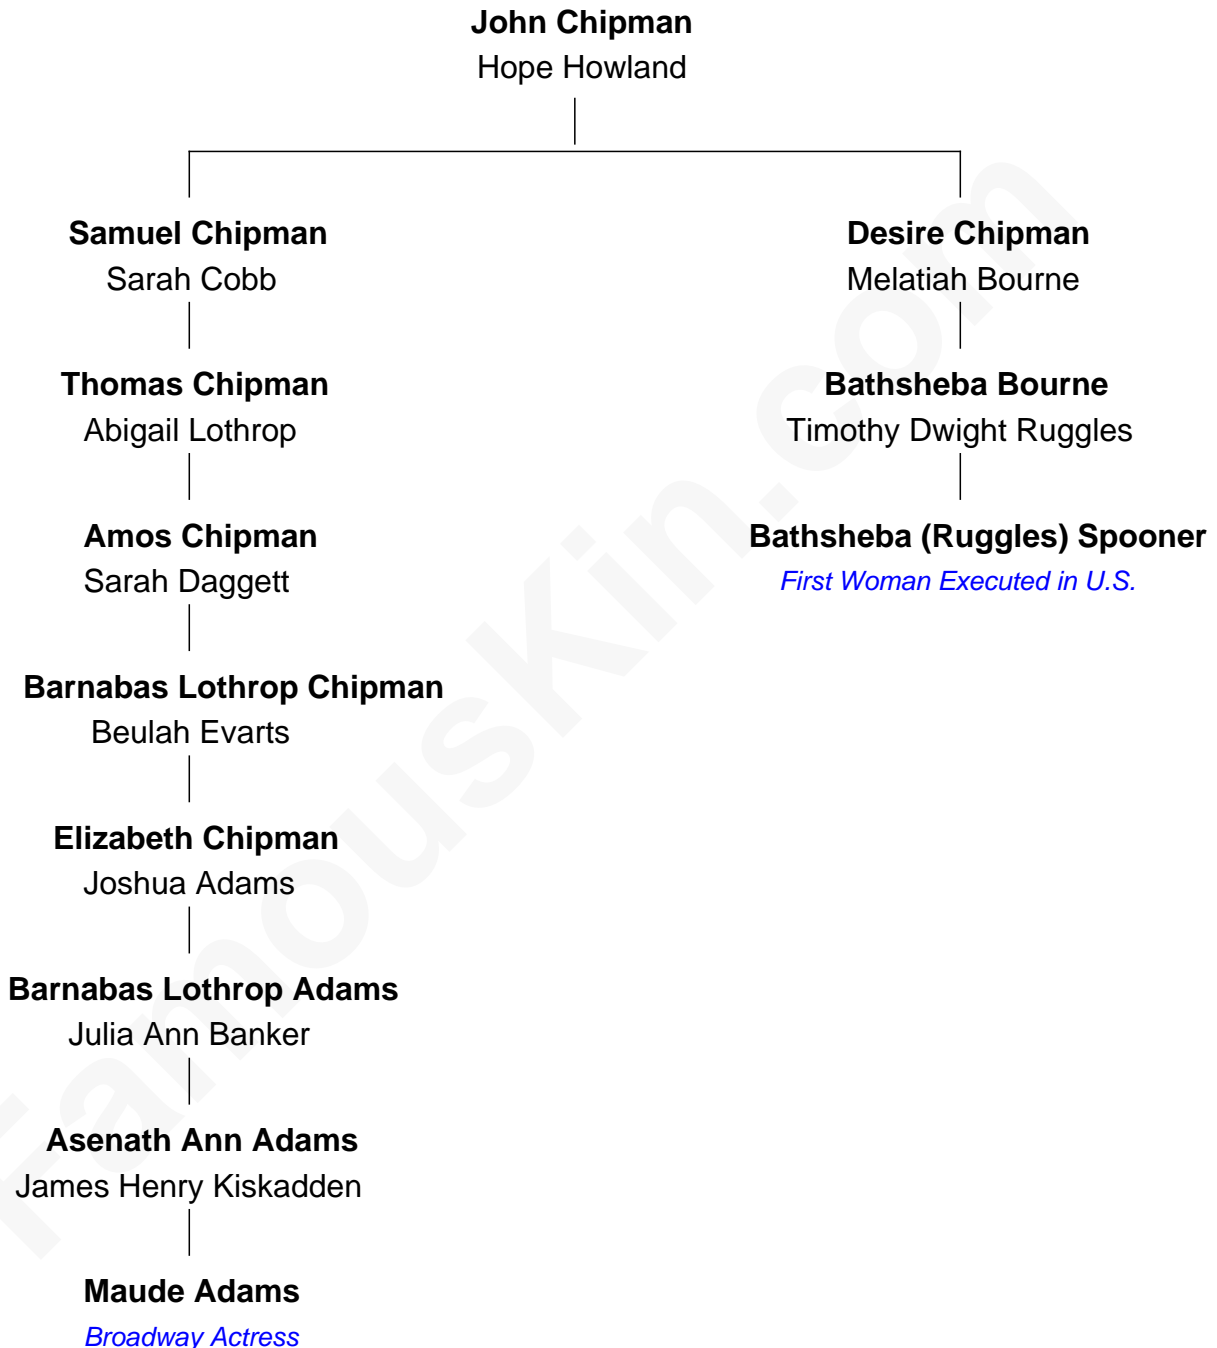 John Chipman
Hope Howland
Samuel Chipman
Sarah Cobb
Thomas Chipman
Abigail Lothrop
Amos Chipman
Sarah Daggett
Barnabas Lothrop Chipman
Beulah Evarts
Elizabeth Chipman
Joshua Adams
Barnabas Lothrop Adams
Julia Ann Banker
Asenath Ann Adams
James Henry Kiskadden
Maude Adams
Broadway Actress
Desire Chipman
Melatiah Bourne
Bathsheba Bourne
Timothy Dwight Ruggles
Bathsheba (Ruggles) Spooner
First Woman Executed in U.S.
FamousKin.com